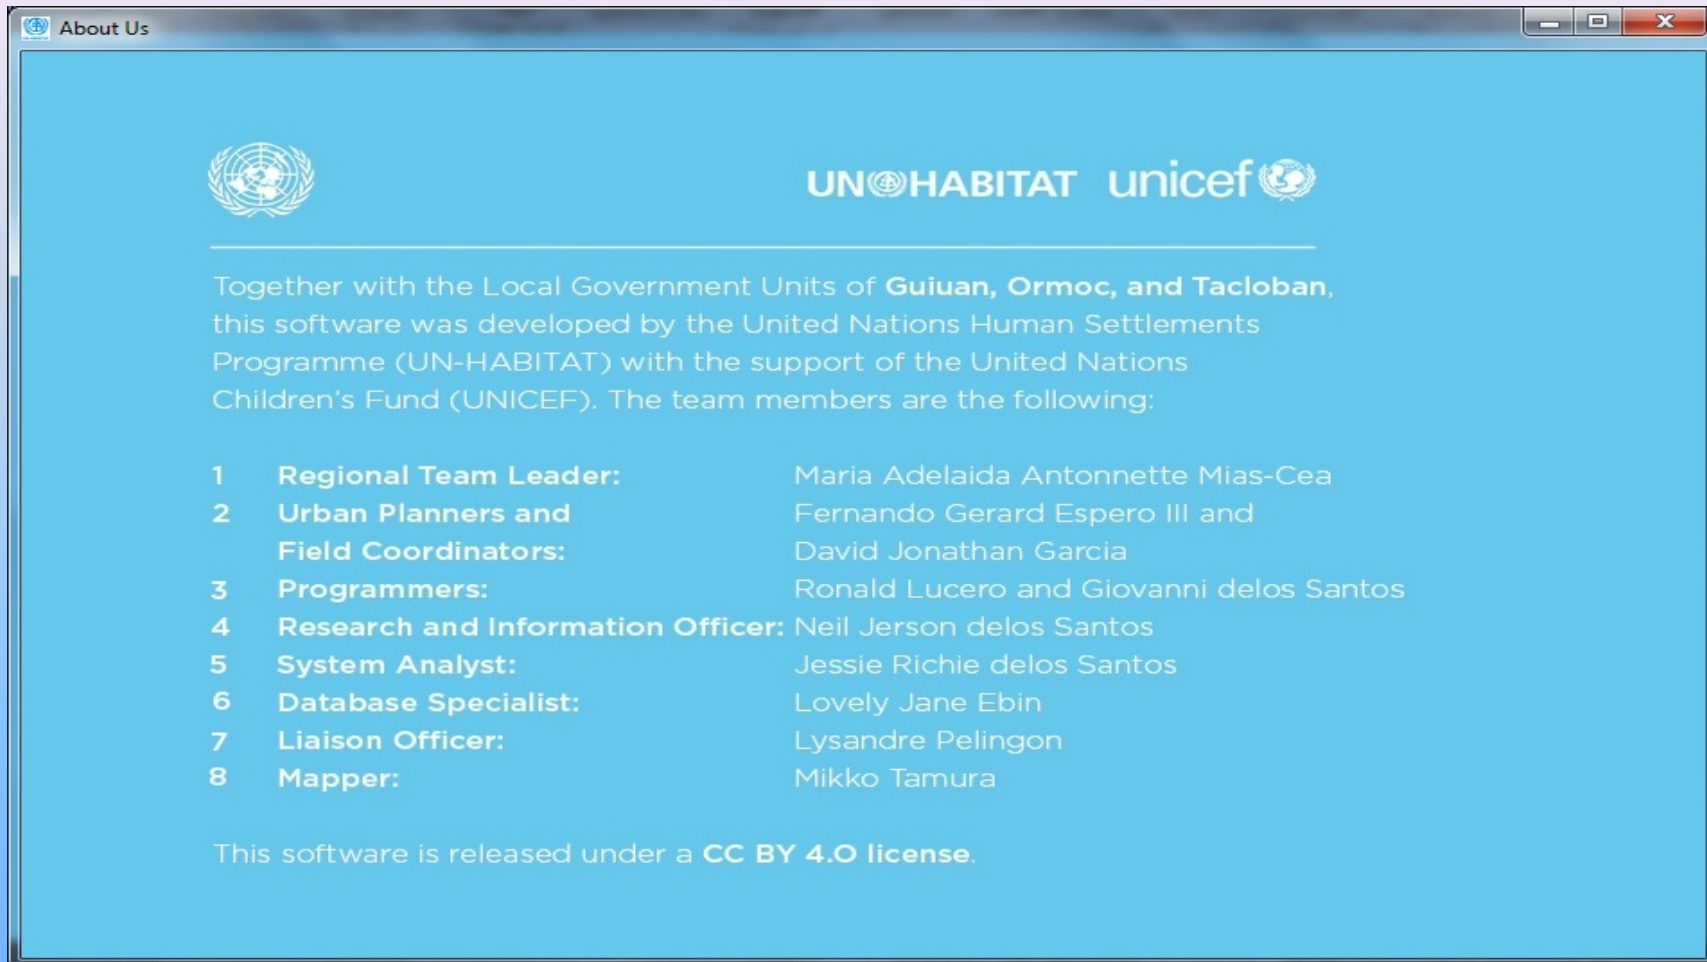 About Us
UN HABITAT unicef
Together with the Local Government Units of Guiuan, Ormoc, and Tacloban,
this software was developed by the United Nations Human Settlements
Programme (UN-HABITAT) with the support of the United Nations
Children's Fund (UNICEF). The team members are the following:
1 Regional Team Leader: Maria Adelaida Antonnette Mias-Cea
2 Urban Planners and Fernando Gerard Espero III and
Field Coordinators: David Jonathan Garcia
3 Programmers: Ronald Lucero and Giovanni delos Santos
4 Research and Information Officer: Neil Jerson delos Santos
5 System Analyst: Jessie Richie delos Santos
6 Database Specialist: Lovely Jane Ebin
7 Liaison Officer: Lysandre Pelingon
8 Mapper: Mikko Tamura
This software is released under a CC BY 4.0 license.